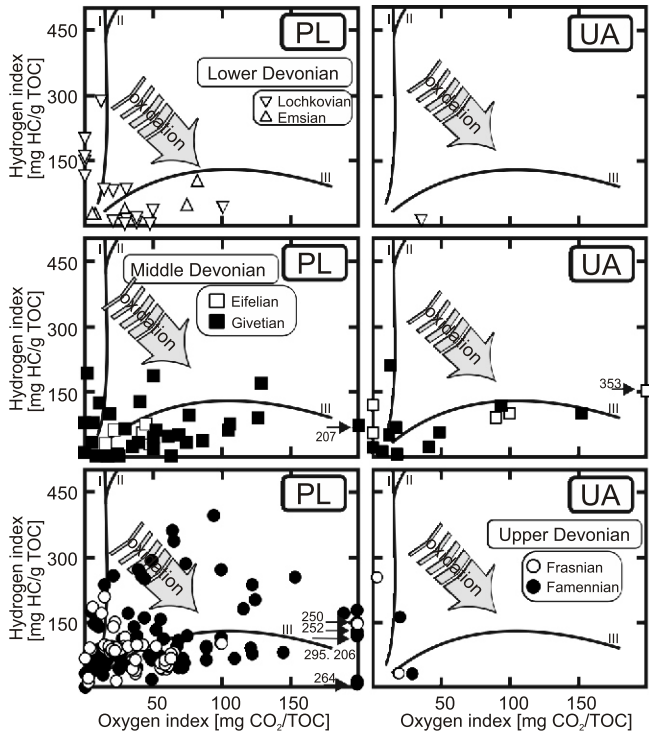 I II
PL
450
300
150
Hydrogen index
[mg HC/g TOC]
Lower Devonian
Lochkovian
Emsian
oxidation
III
I II
UA
oxidation
III
I II
PL
450
300
150
Hydrogen index
[mg HC/g TOC]
Middle Devonian
Eifelian
Givetian
oxidation
III
207
I II
UA
oxidation
353
III
I II
PL
450
300
150
Hydrogen index
[mg HC/g TOC]
oxidation
III
250
252
295. 206
264
50 100 150
Oxygen index [mg CO₂/TOC]
I II
UA
Upper Devonian
Frasnian
Famennian
oxidation
III
50 100 150
Oxygen index [mg CO₂/TOC]